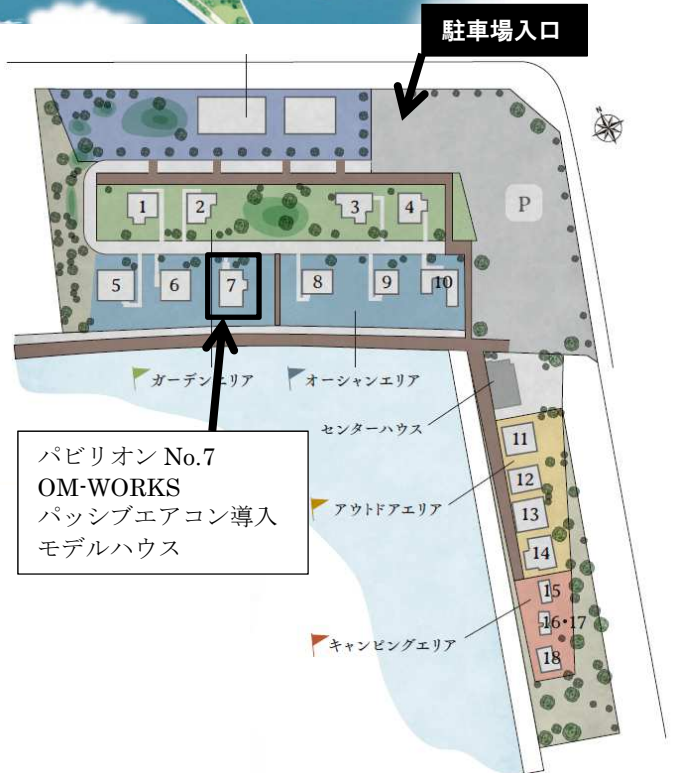 駐車場入口
N
P
1
2
3
4
5
6
7
8
9
10
ガーデンエリア
オーシャンエリア
センターハウス
11
12
アウトドアエリア
13
14
パビリオン No.7
OM-WORKS
パッシブエアコン導入
モデルハウス
15
16・17
キャンピングエリア
18